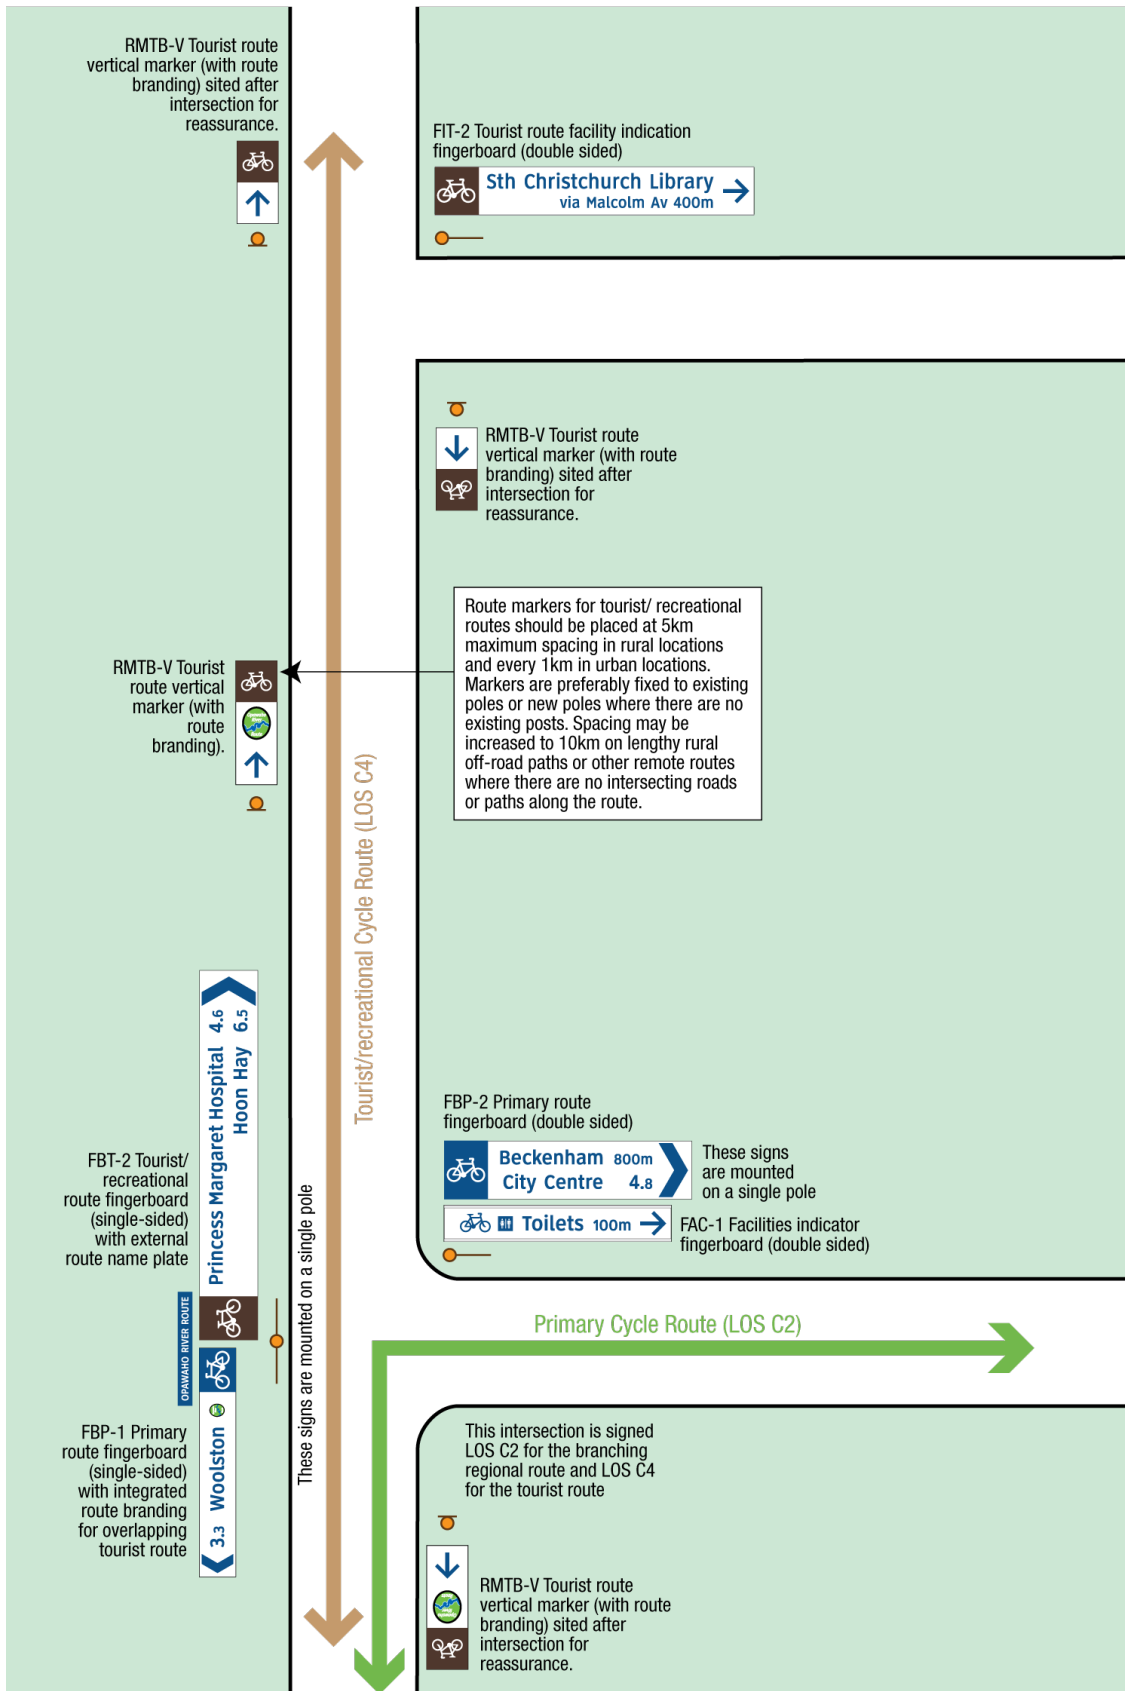 RMTB-V Tourist route
vertical marker (with route
branding) sited after
intersection for
reassurance.
FIT-2 Tourist route facility indication
fingerboard (double sided)
Sth Christchurch Library
via Malcolm Av 400m
RMTB-V Tourist route
vertical marker (with route
branding) sited after
intersection for
reassurance.
Route markers for tourist/ recreational
routes should be placed at 5km
maximum spacing in rural locations
and every 1km in urban locations.
Markers are preferably fixed to existing
poles or new poles where there are no
existing posts. Spacing may be
increased to 10km on lengthy rural
off-road paths or other remote routes
where there are no intersecting roads
or paths along the route.
RMTB-V Tourist
route vertical
marker (with
route
branding).
Tourist/recreational Cycle Route (LOS C4)
Princess Margaret Hospital 4.6
Hoon Hay 6.5
FBT-2 Tourist/
recreational
route fingerboard
(single-sided)
with external
route name plate
OPAWAHO RIVER ROUTE
These signs are mounted on a single pole
FBP-2 Primary route
fingerboard (double sided)
Beckenham 800m
City Centre 4.8
These signs
are mounted
on a single pole
Toilets 100m
FAC-1 Facilities indicator
fingerboard (double sided)
Primary Cycle Route (LOS C2)
FBP-1 Primary
route fingerboard
(single-sided)
with integrated
route branding
for overlapping
tourist route
3.3 Woolston
This intersection is signed
LOS C2 for the branching
regional route and LOS C4
for the tourist route
RMTB-V Tourist route
vertical marker (with route
branding) sited after
intersection for
reassurance.